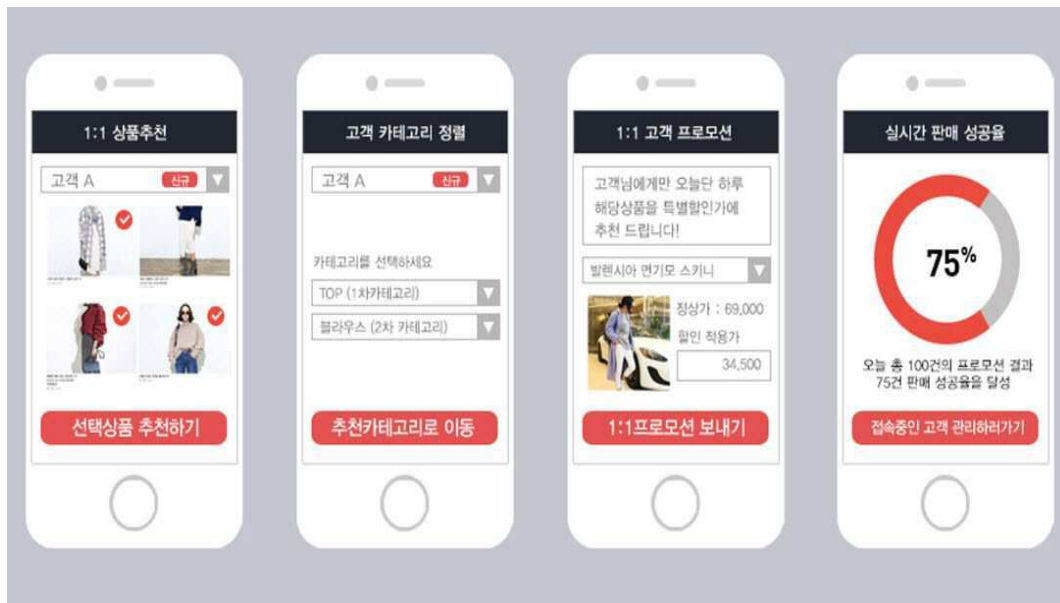 1:1 상품추천
고객 A
신규
선택상품 추천하기
고객 카테고리 정렬
고객 A
신규
카테고리를 선택하세요
TOP (1차카테고리)
블라우스 (2차 카테고리)
추천카테고리로 이동
1:1 고객 프로모션
고객님에게만 오늘단 하루
해당상품을 특별할인가에
추천 드립니다!
발렌시아 면기모 스키니
정상가 : 69,000
할인 적용가
34,500
1:1프로모션 보내기
실시간 판매 성공율
75%
오늘 총 100건의 프로모션 결과
75건 판매 성공율을 달성
접속중인 고객 관리하러가기